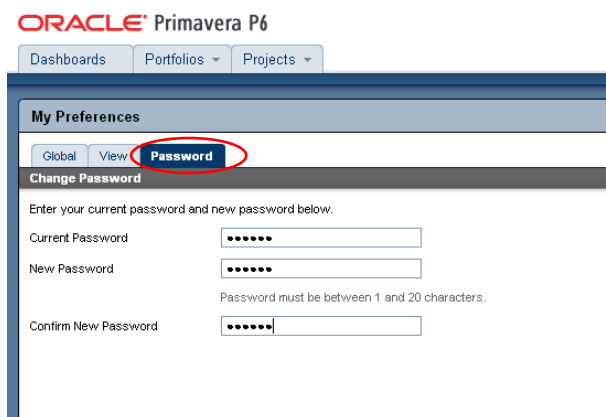 ORACLE Primavera P6
Dashboards Portfolios Projects
My Preferences
Global View Password
Change Password
Enter your current password and new password below.
Current Password ••••••
New Password ••••••
Password must be between 1 and 20 characters.
Confirm New Password ••••••